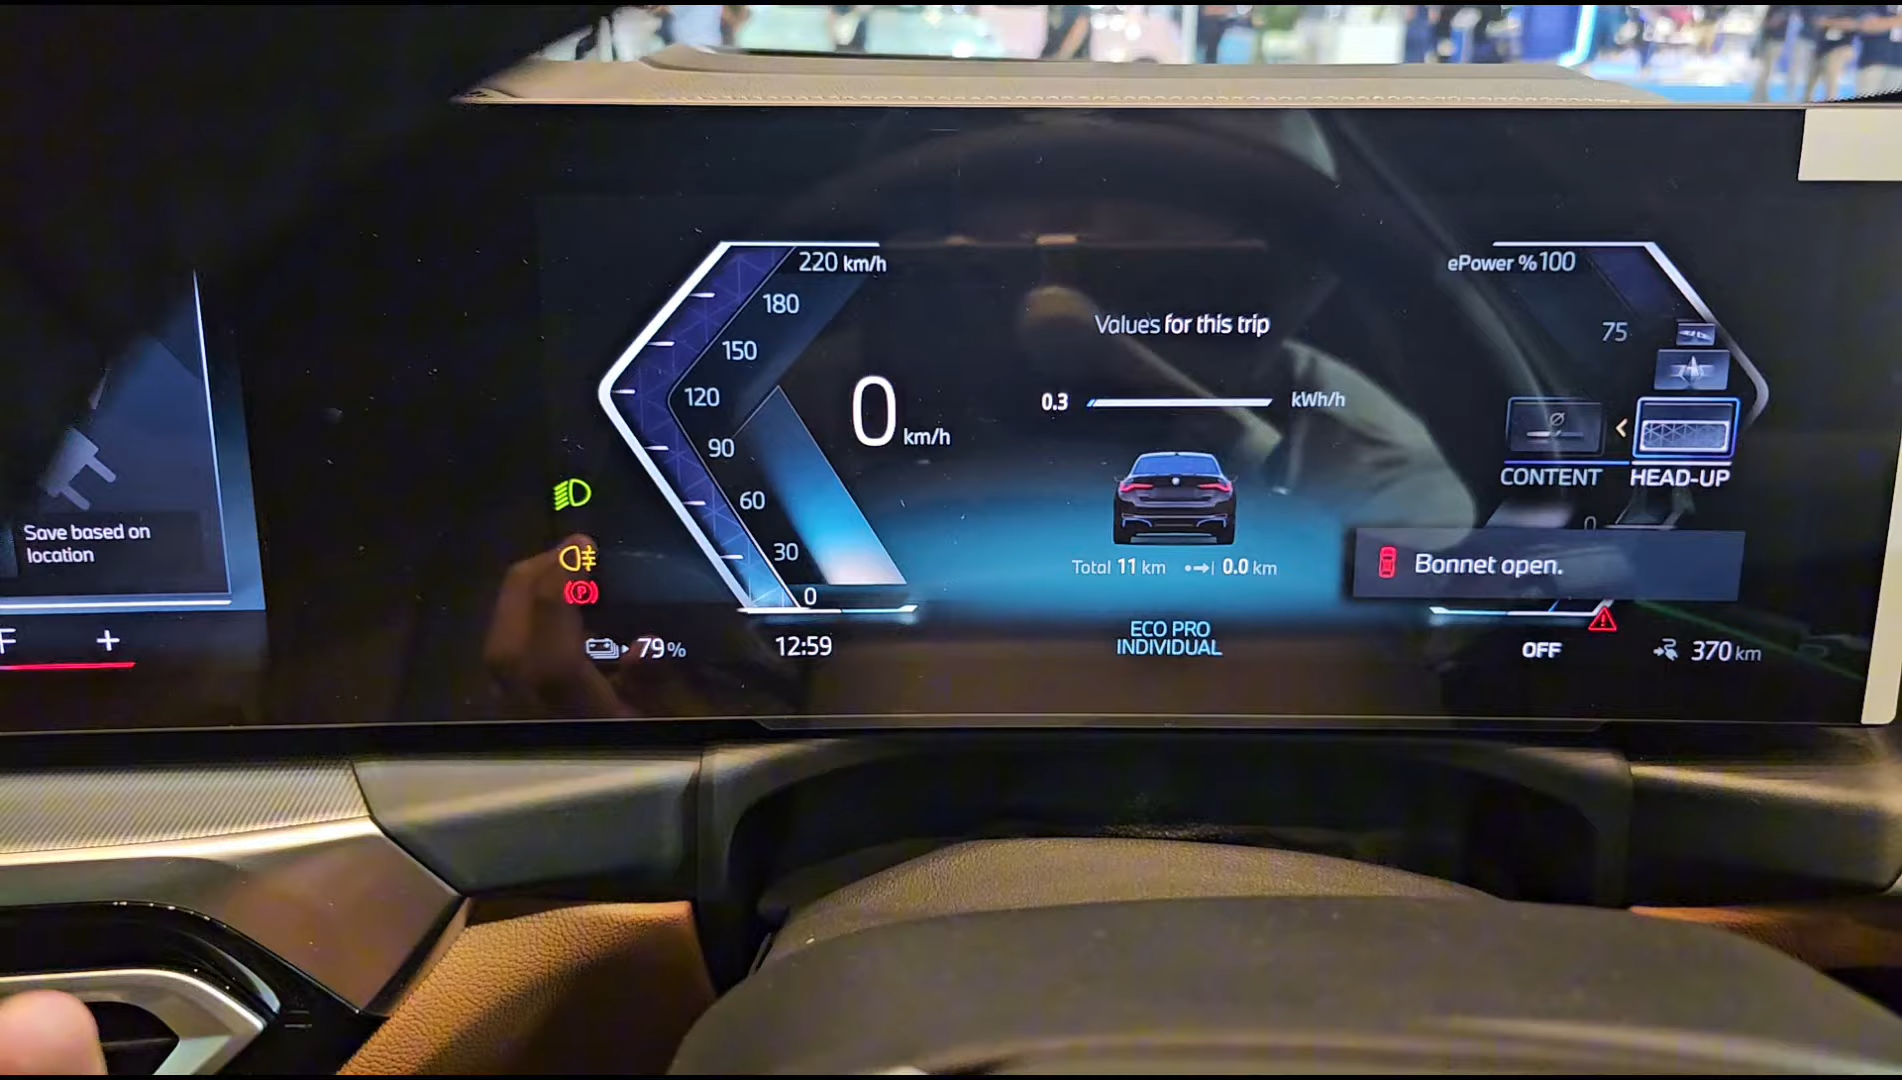 Save based on
location
+
220 km/h
180
150
120
90
60
30
0
0 km/h
Values for this trip
0.3 kWh/h
Total 11 km 0.0 km
ePower %100
75
CONTENT
HEAD-UP
0
Bonnet open.
P
79%
12:59
ECO PRO
INDIVIDUAL
OFF
370 km